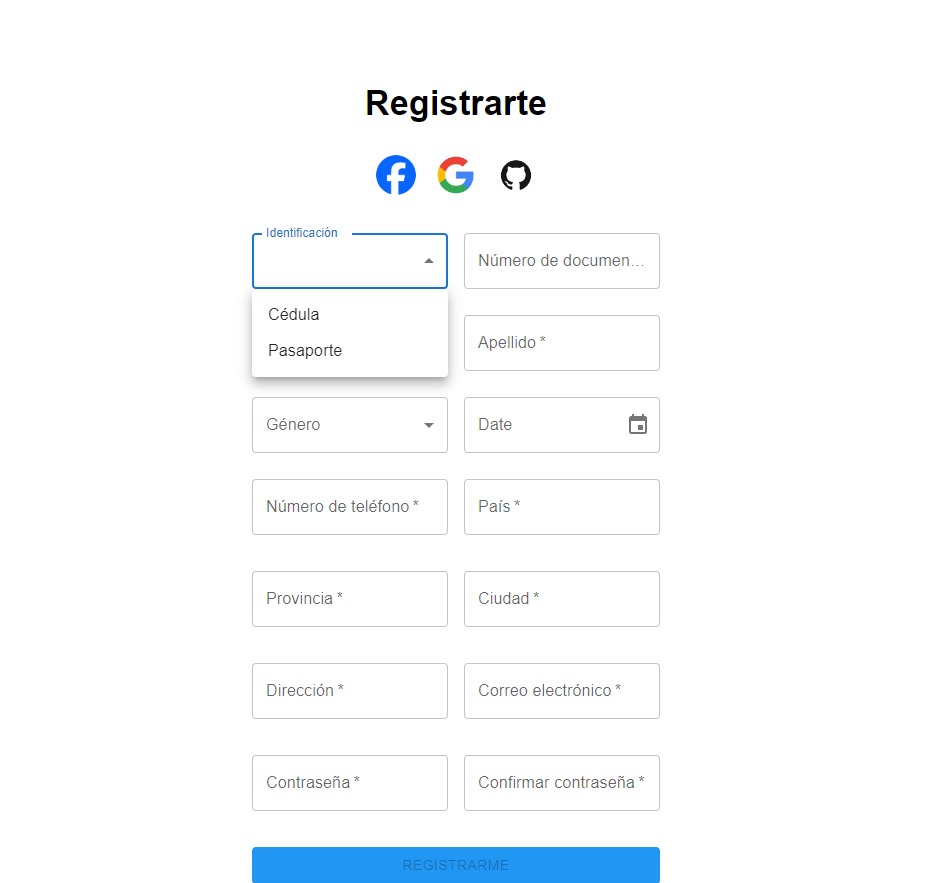 Registrarte
Identificación
Número de documen...
Cédula
Pasaporte
Apellido *
Género
Date
Número de teléfono *
País *
Provincia *
Ciudad *
Dirección *
Correo electrónico *
Contraseña *
Confirmar contraseña *
REGISTRARME